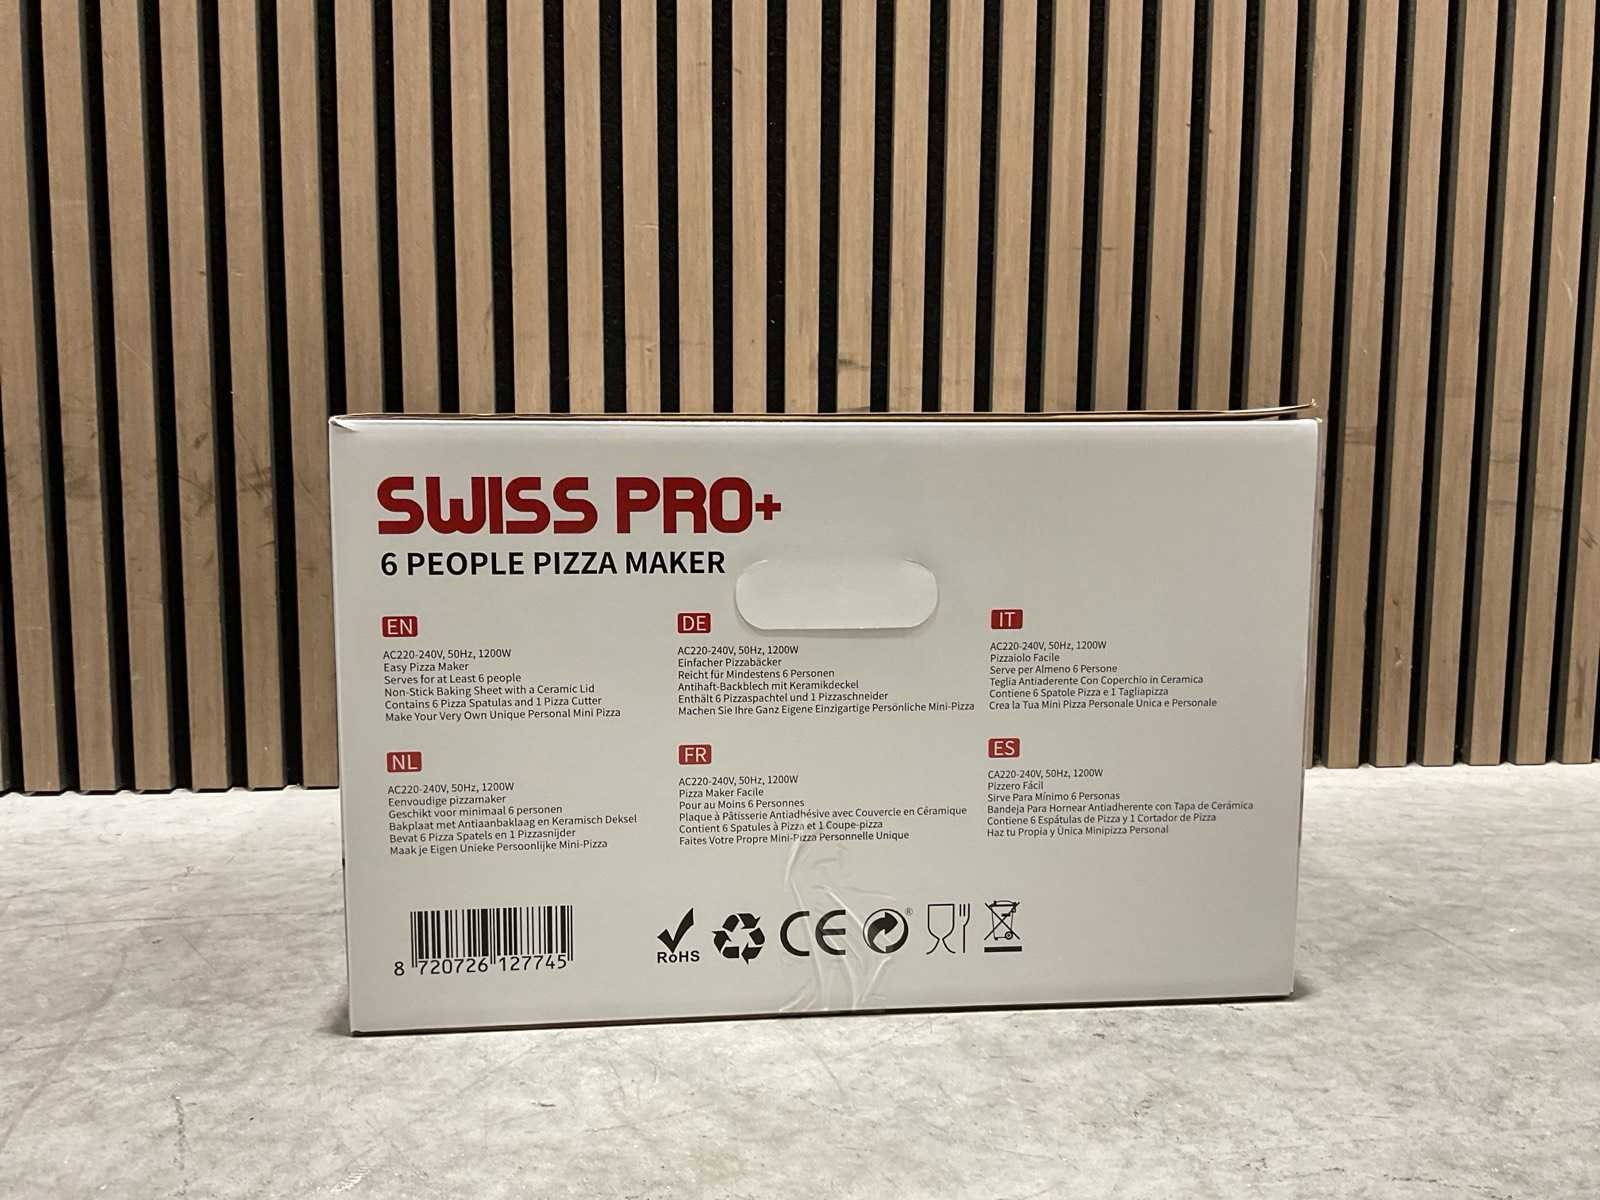 SWISS PRO+
6 PEOPLE PIZZA MAKER
EN
AC220-240V, 50Hz, 1200W
Easy Pizza Maker
Serves for at Least 6 people
Non-Stick Baking Sheet with a Ceramic Lid
Contains 6 Pizza Spatulas and 1 Pizza Cutter
Make Your Very Own Unique Personal Mini Pizza
DE
AC220-240V, 50Hz, 1200W
Einfacher Pizzabäcker
Reicht für Mindestens 6 Personen
Antihaft-Backblech mit Keramikdeckel
Enthält 6 Pizzaspachtel und 1 Pizzaschneider
Machen Sie Ihre Ganz Eigene Einzigartige Persönliche Mini-Pizza
IT
AC220-240V, 50Hz, 1200W
Pizzaiolo Facile
Serve per Almeno 6 Persone
Teglia Antiaderente Con Coperchio in Ceramica
Contiene 6 Spatole Pizza e 1 Tagliapizza
Crea la Tua Mini Pizza Personale Unica e Personale
NL
AC220-240V, 50Hz, 1200W
Eenvoudige pizzamaker
Geschikt voor minimaal 6 personen
Bakplaat met Antiaanbaklaag en Keramisch Deksel
Bevat 6 Pizza Spatels en 1 Pizzasnijder
Maak je Eigen Unieke Persoonlijke Mini-Pizza
FR
AC220-240V, 50Hz, 1200W
Pizza Maker Facile
Pour au Moins 6 Personnes
Plaque à Pâtisserie Antiadhésive avec Couvercle en Céramique
Contient 6 Spatules à Pizza et 1 Coupe-pizza
Faites Votre Propre Mini-Pizza Personnelle Unique
ES
CA220-240V, 50Hz, 1200W
Pizzero Fácil
Sirve Para Mínimo 6 Personas
Bandeja Para Hornear Antiadherente con Tapa de Cerámica
Contiene 6 Espátulas de Pizza y 1 Cortador de Pizza
Haz tu Propia y Única Minipizza Personal
8 720726 127745
RoHS
CE
®